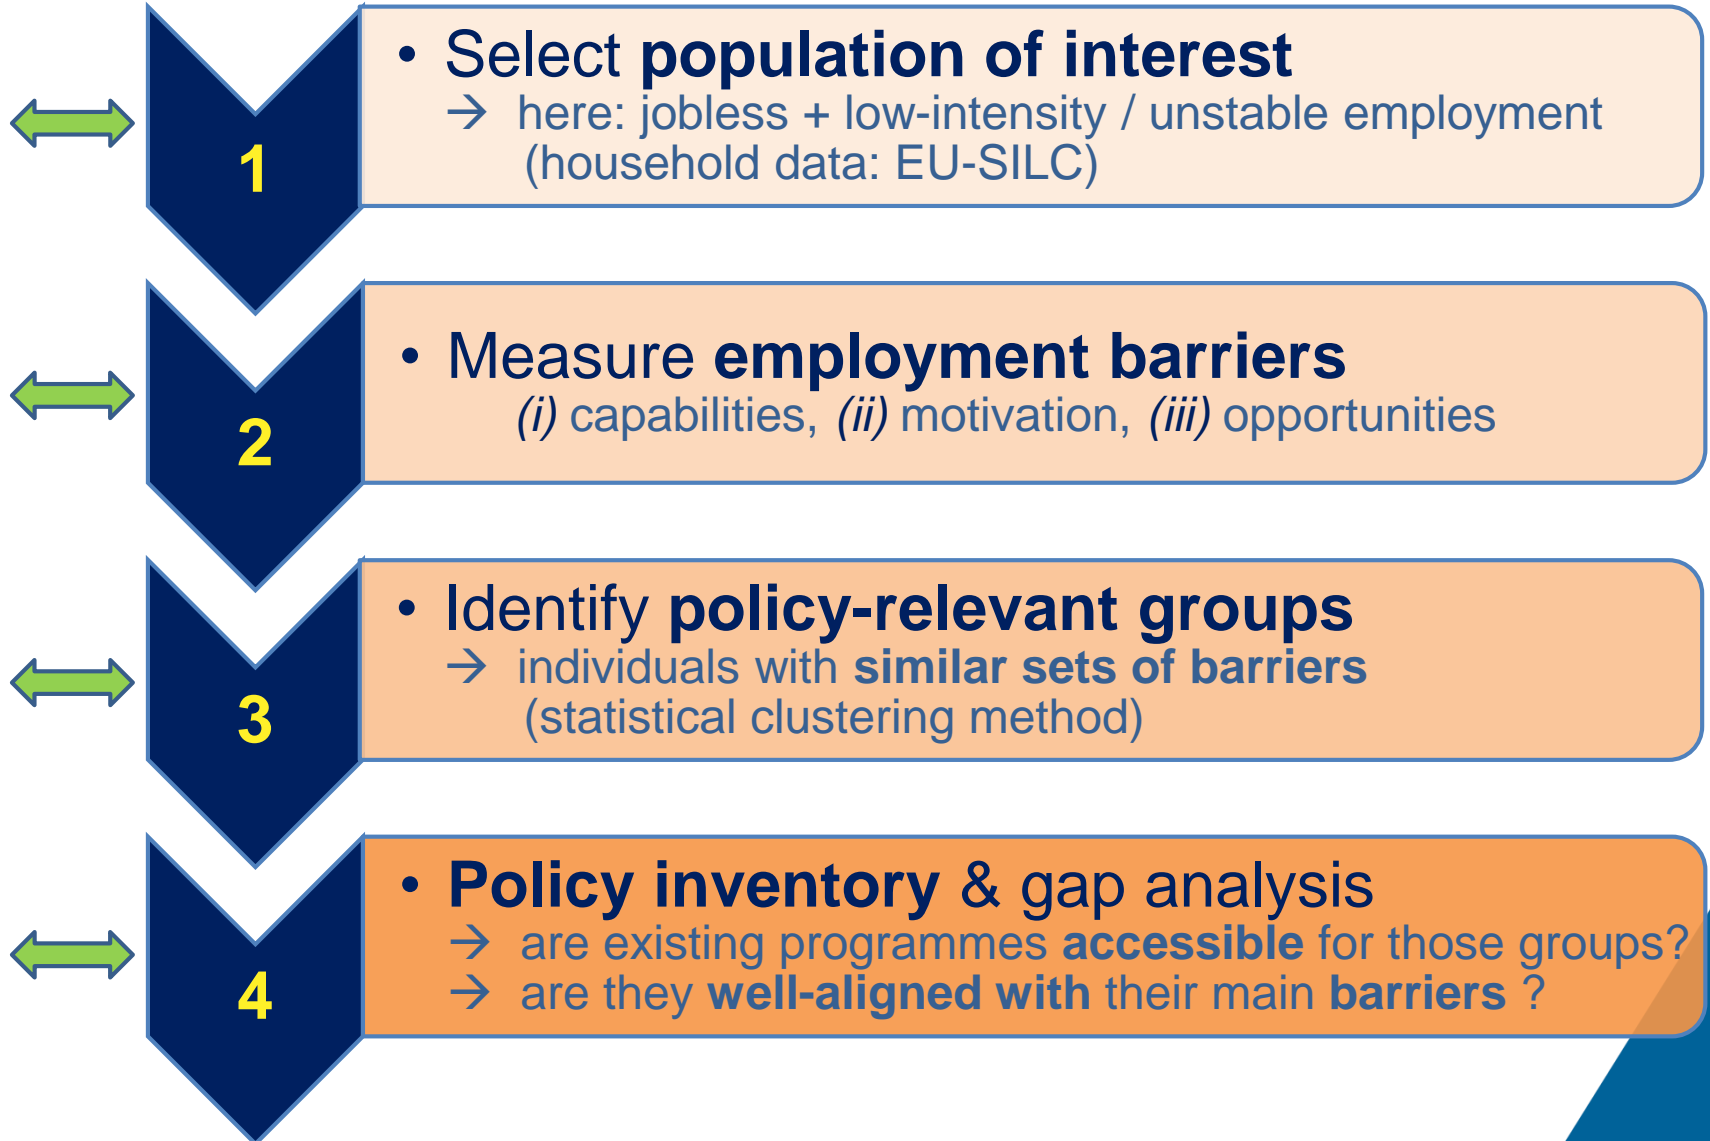 1
• Select population of interest
→ here: jobless + low-intensity / unstable employment
(household data: EU-SILC)
2
• Measure employment barriers
(i) capabilities, (ii) motivation, (iii) opportunities
3
• Identify policy-relevant groups
→ individuals with similar sets of barriers
(statistical clustering method)
4
• Policy inventory & gap analysis
→ are existing programmes accessible for those groups?
→ are they well-aligned with their main barriers ?